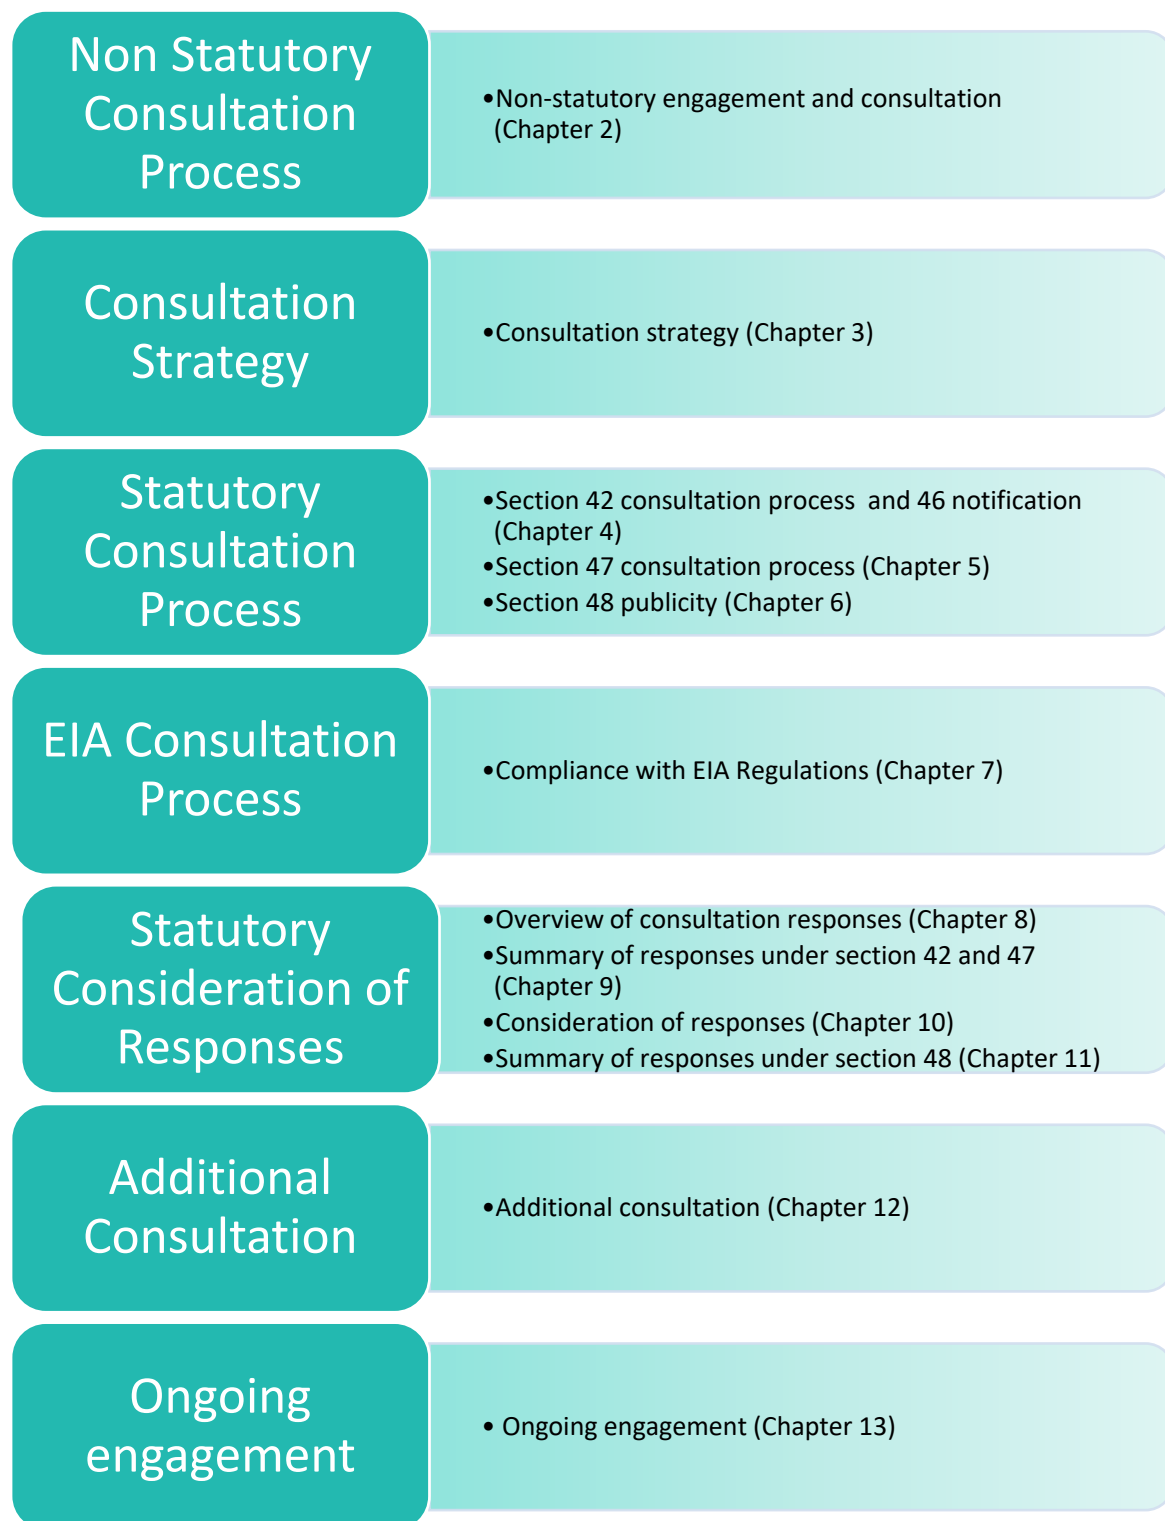 Non Statutory
Consultation
Process
•Non-statutory engagement and consultation
(Chapter 2)
Consultation
Strategy
•Consultation strategy (Chapter 3)
Statutory
Consultation
Process
•Section 42 consultation process  and 46 notification
(Chapter 4)
•Section 47 consultation process (Chapter 5)
•Section 48 publicity (Chapter 6)
EIA Consultation
Process
•Compliance with EIA Regulations (Chapter 7)
Statutory
Consideration of
Responses
•Overview of consultation responses (Chapter 8)
•Summary of responses under section 42 and 47
(Chapter 9)
•Consideration of responses (Chapter 10)
•Summary of responses under section 48 (Chapter 11)
Additional
Consultation
•Additional consultation (Chapter 12)
Ongoing
engagement
• Ongoing engagement (Chapter 13)